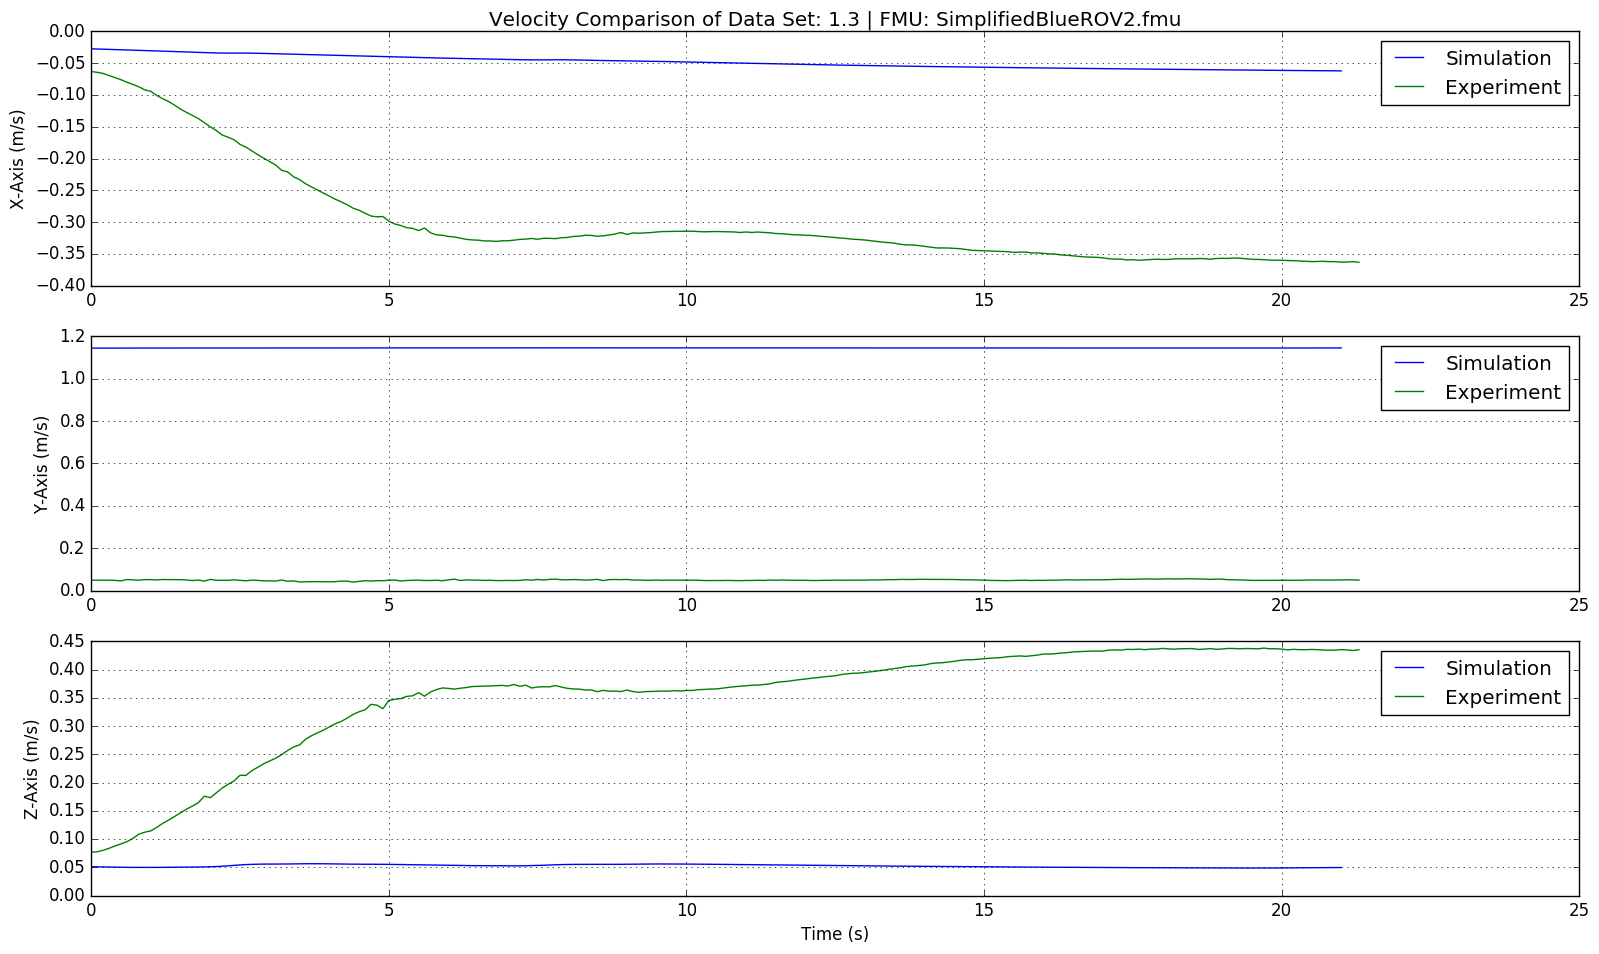 Velocity Comparison of Data Set: 1.3 | FMU: SimplifiedBlueROV2.fmu
0.00
−0.05
−0.10
−0.15
−0.20
−0.25
−0.30
−0.35
−0.40
X-Axis (m/s)
Simulation
Experiment
0 5 10 15 20 25
1.2
1.0
0.8
0.6
0.4
0.2
0.0
Y-Axis (m/s)
Simulation
Experiment
0 5 10 15 20 25
0.45
0.40
0.35
0.30
0.25
0.20
0.15
0.10
0.05
0.00
Z-Axis (m/s)
Simulation
Experiment
0 5 10 15 20 25
Time (s)